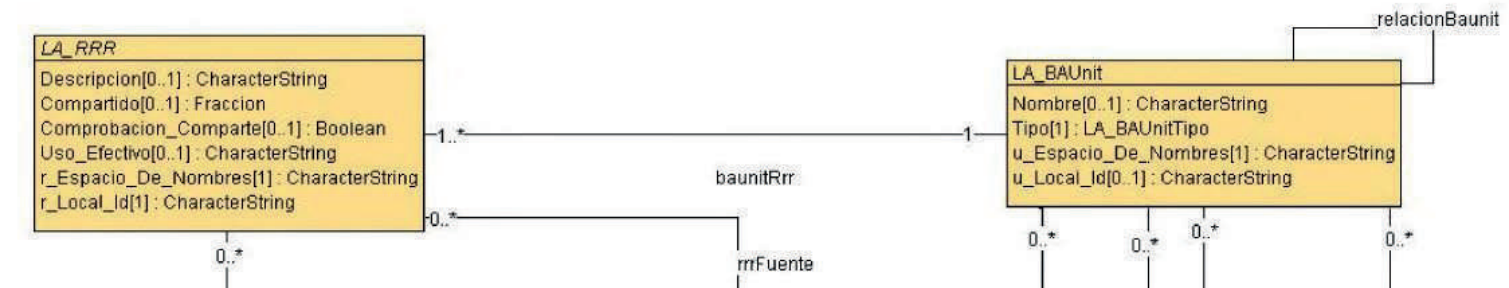 relacionBaunit
LA_RRR
Descripcion[0..1] : CharacterString
Compartido[0..1] : Fraccion
Comprobacion_Comparte[0..1] : Boolean
Uso_Efectivo[0..1] : CharacterString
r_Espacio_De_Nombres[1] : CharacterString
r_Local_Id[1] : CharacterString
LA_BAUnit
Nombre[0..1] : CharacterString
Tipo[1] : LA_BAUnitTipo
u_Espacio_De_Nombres[1] : CharacterString
u_Local_Id[0..1] : CharacterString
1..*
1
baunitRrr
0..*
0..*
rrrFuente
0..*
0..*
0..*
0..*